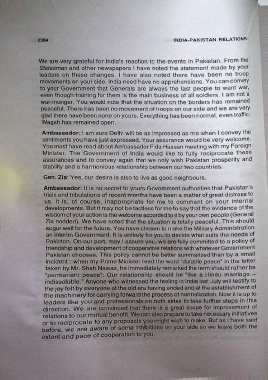 2384 INDIA-PAKISTAN RELATIONS
We are very grateful for India's reaction to the events in Pakistan. From the
Statesman and other newspapers I have noted the statement made by your
leaders on these changes. I have also noted there have been no troop
movements on your side. India need have no apprehensions. You can convey
to your Government that Generals are always the last people to want war,
even though training for them is the main business of all soldiers. I am not a
war-monger. You would note that the situation on the borders has remained
peaceful. There has been no movement of troops on our side and we are very
glad there have been none on yours. Everything has been normal, even traffic
Wagah has remained open.
Ambassador: I am sure Delhi will be as impressed as me when I convey the
sentiments you have just expressed. Your assurance would be very welcome.
You must have read about Ambassador Fida Hassan meeting with my Foreign
Minister. The Government of India would like to fully reciprocate these
assurances and to convey again that we only wish Pakistan prosperity and
stability and a harmonious relationship between our two countries.
Gen. Zia: Yes, our desire is also to live as good neighbours.
Ambassador: It is no secret to yours Government authorities that Pakistan's
trials and tribulations of recent months have been a matter of great distress to
us. It is, of course, inappropriate for me to comment on your internal
developments. But it may not be tactless for me to say that the evidence of the
wisdom of your action is the welcome accorded to it by your own people (General
Zia nodded). We have noted that the situation is totally peaceful. This should
augur well for the future. You have chosen to make the Military Administration
an Interim Government. It is entirely for you to decide what suits the needs of
Pakistan. On our part, may I assure you, we are fully committed to a policy of
friendship and development of cooperative relations with whatever Government
Pakistan chooses. This policy cannot be better summarised than by a small
incident : when my Prime Minister read the word "durable peace" in the letter
taken by Mr. Shah Nawaz, he immediately remarked the term should rather be
"permanent peace". Our relationship should be "live a Hindu marriage –
indissoluble." Anyone who witnessed the feeling in India last July will testify to
the joy felt by everyone at the old era having ended and at the establishment of
the machinery for carrying forward the process of normalisation. Now it is up to
leaders like you and professionals on both sides to take further steps in this
direction. We are convinced that there is a great scope for improvement of
relations to our mutual benefit. We can also prepare to take necessary initiatives
or to reciprocate to any proposals you might wish to make. But as I have said
before, we are aware of some inhibitions on your side so we leave both the
extent and pace of cooperation to you.